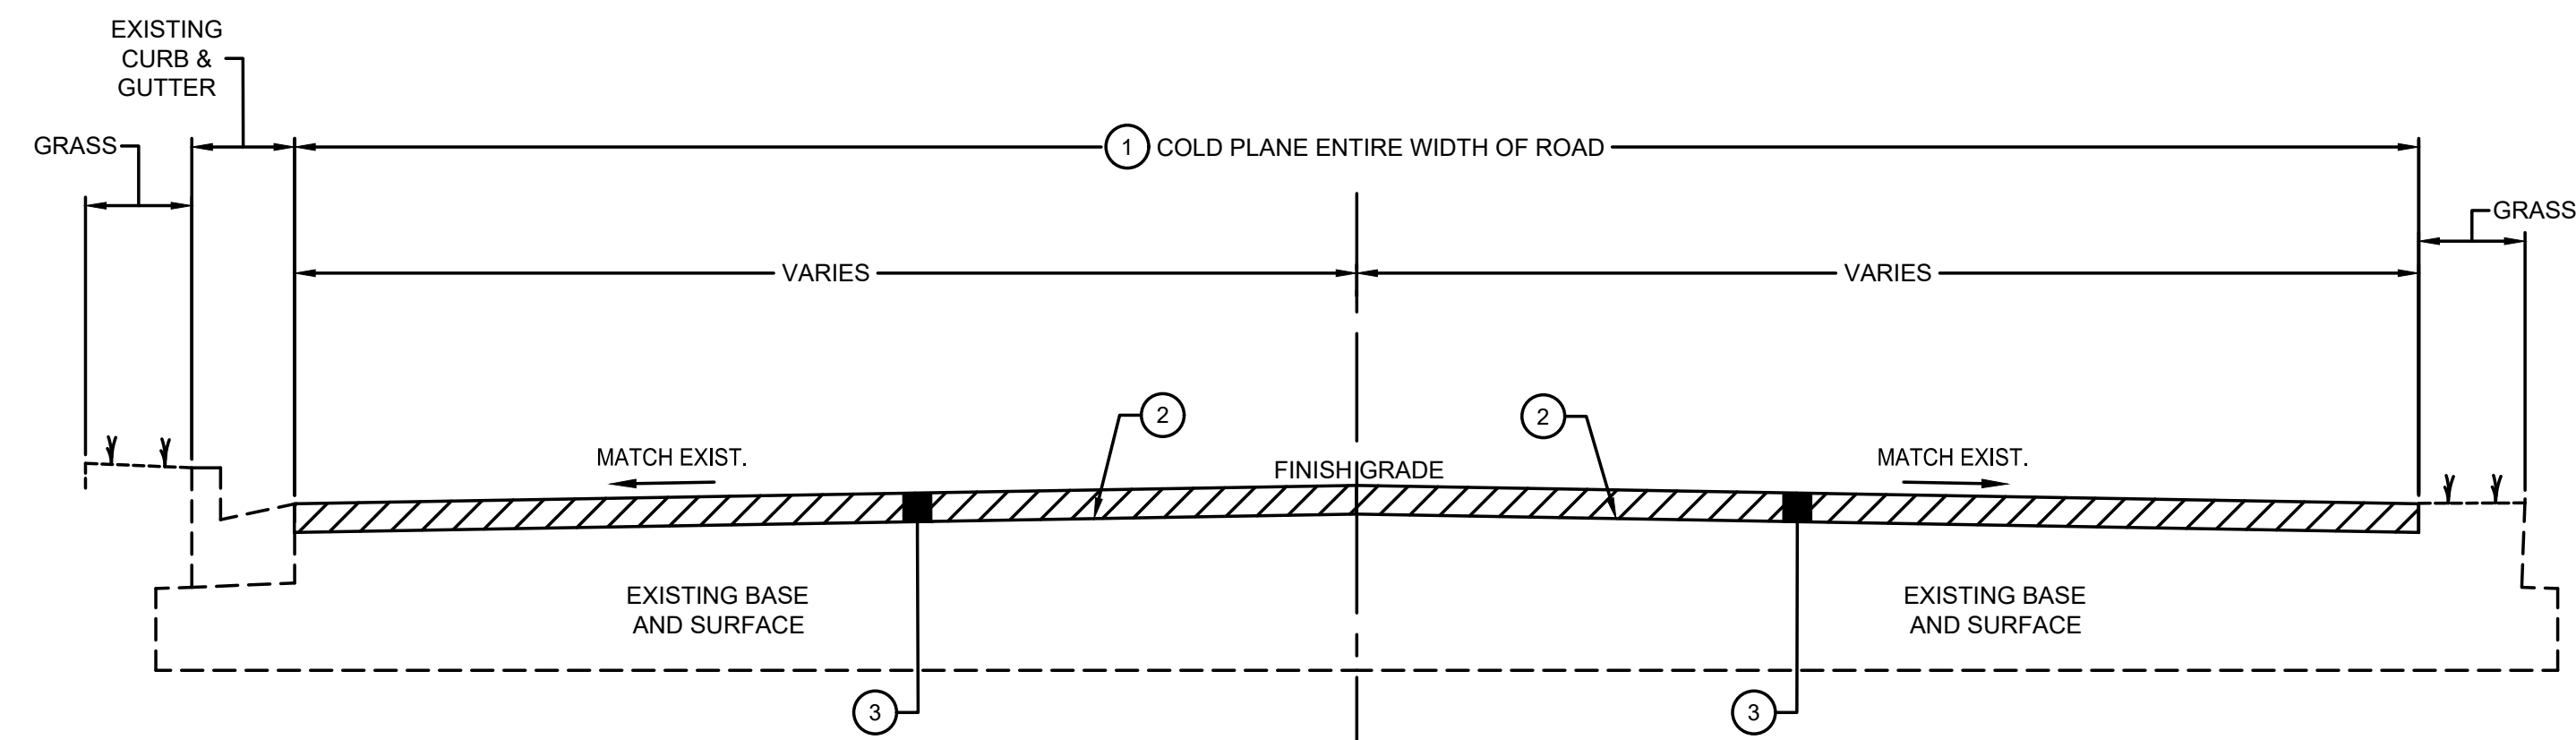 EXISTING
CURB &
GUTTER
GRASS
1 COLD PLANE ENTIRE WIDTH OF ROAD
GRASS
VARIES
VARIES
2
2
MATCH EXIST.
FINISH GRADE
MATCH EXIST.
EXISTING BASE
AND SURFACE
EXISTING BASE
AND SURFACE
3
3